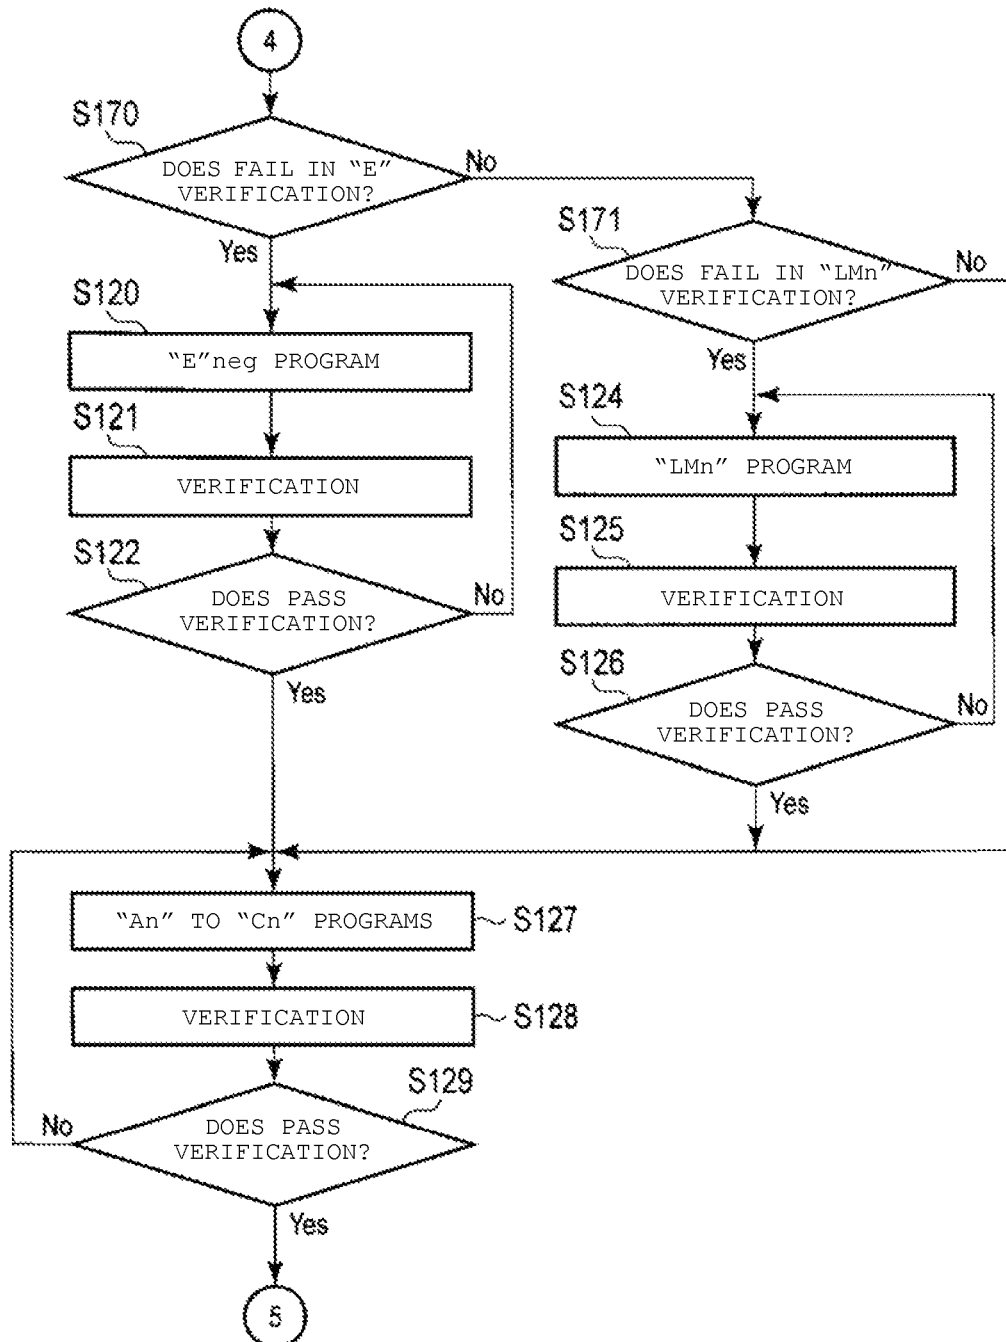 4
S170
DOES FAIL IN “E”
VERIFICATION?
No
Yes
S171
DOES FAIL IN “LMn”
VERIFICATION?
No
Yes
S120
“E”neg PROGRAM
S121
VERIFICATION
S122
DOES PASS
VERIFICATION?
No
Yes
S124
“LMn” PROGRAM
S125
VERIFICATION
S126
DOES PASS
VERIFICATION?
No
Yes
“An” TO “Cn” PROGRAMS
S127
VERIFICATION
S128
S129
DOES PASS
VERIFICATION?
No
Yes
5